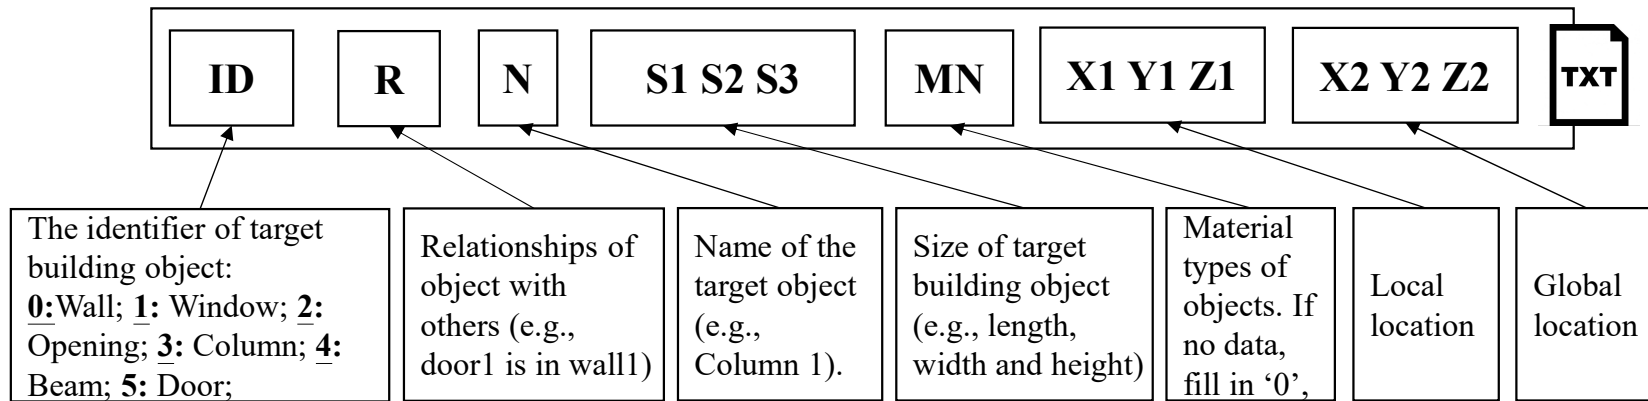 ID
R
N
S1 S2 S3
MN
X1 Y1 Z1
X2 Y2 Z2
TXT
The identifier of target
building object:
0:Wall; 1: Window; 2:
Opening; 3: Column; 4:
Beam; 5: Door;
Relationships of
object with
others (e.g.,
door1 is in wall1)
Name of the
target object
(e.g.,
Column 1).
Size of target
building object
(e.g., length,
width and height)
Material
types of
objects. If
no data,
fill in ‘0’,
Local
location
Global
location